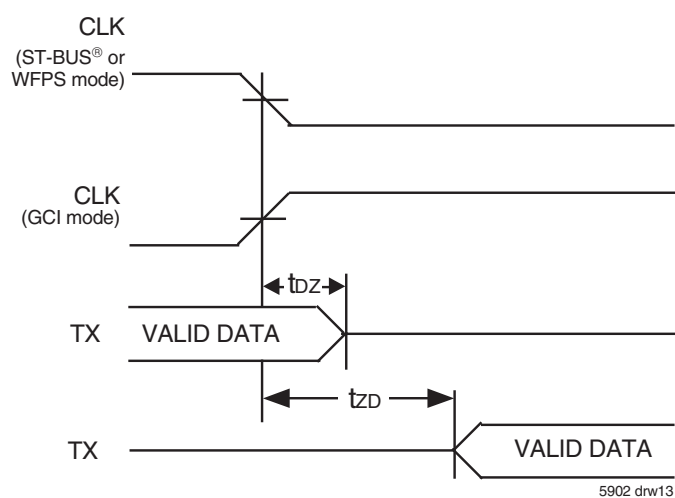 CLK
(ST-BUS® or
WFPS mode)
CLK
(GCI mode)
tDZ
TX VALID DATA
tZD
TX VALID DATA
5902 drw13